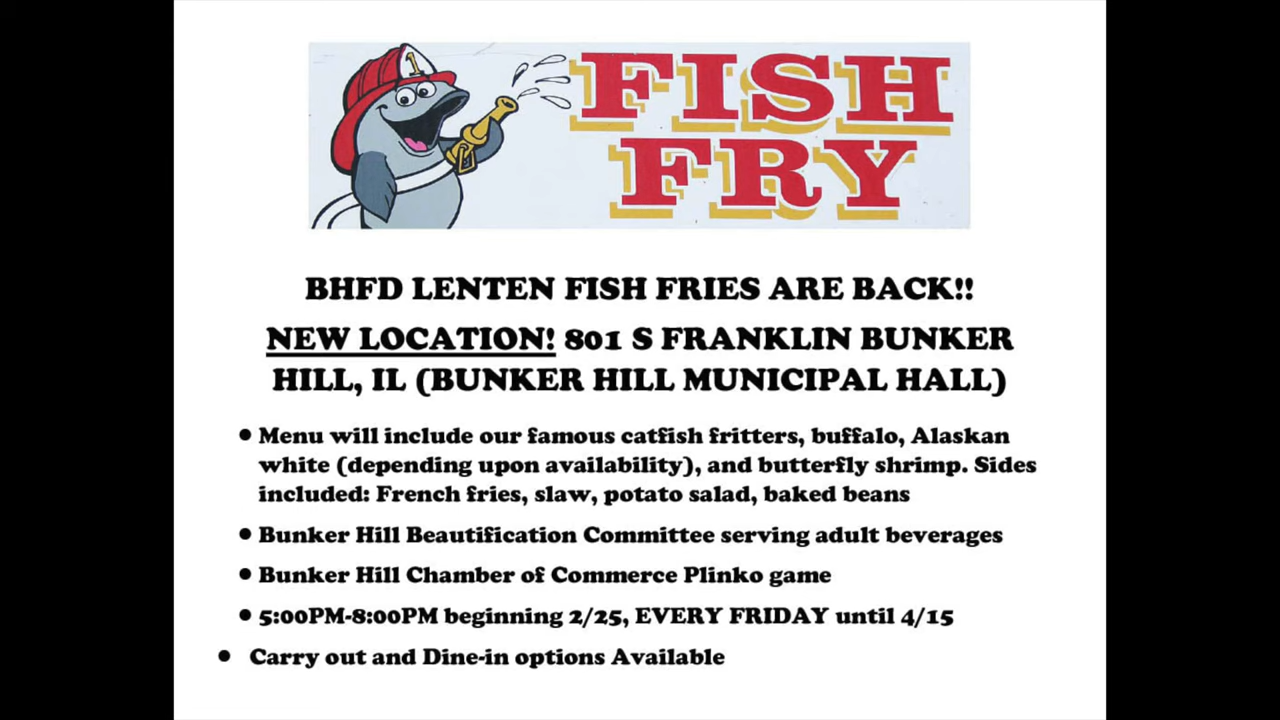 1
FISH
FRY
BHFD LENTEN FISH FRIES ARE BACK!!
NEW LOCATION! 801 S FRANKLIN BUNKER
HILL, IL (BUNKER HILL MUNICIPAL HALL)
• Menu will include our famous catfish fritters, buffalo, Alaskan
white (depending upon availability), and butterfly shrimp. Sides
included: French fries, slaw, potato salad, baked beans
• Bunker Hill Beautification Committee serving adult beverages
• Bunker Hill Chamber of Commerce Plinko game
• 5:00PM-8:00PM beginning 2/25, EVERY FRIDAY until 4/15
• Carry out and Dine-in options Available